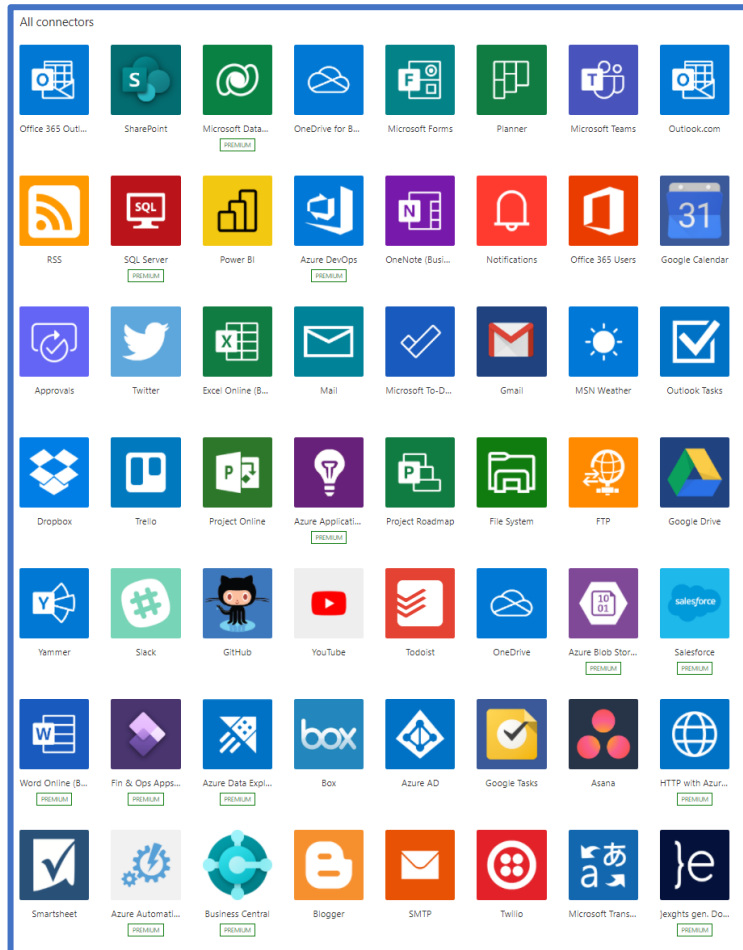 All connectors
Office 365 Outl... SharePoint Microsoft Data... OneDrive for B... Microsoft Forms Planner Microsoft Teams Outlook.com
PREMIUM
SQL 31
RSS SQL Server Power BI Azure DevOps OneNote (Busi... Notifications Office 365 Users Google Calendar
PREMIUM PREMIUM
Approvals Twitter Excel Online (B... Mail Microsoft To-D... Gmail MSN Weather Outlook Tasks
Dropbox Trello Project Online Azure Applicati... Project Roadmap File System FTP Google Drive
PREMIUM
10
01
salesforce
Yammer Slack GitHub YouTube Todoist OneDrive Azure Blob Stor... Salesforce
PREMIUM PREMIUM
box
Word Online (B... Fin & Ops Apps... Azure Data Expl... Box Azure AD Google Tasks Asana HTTP with Azur...
PREMIUM PREMIUM PREMIUM PREMIUM
a あ }e
Smartsheet Azure Automati... Business Central Blogger SMTP Twilio Microsoft Trans... }exghts gen. Do...
PREMIUM PREMIUM PREMIUM